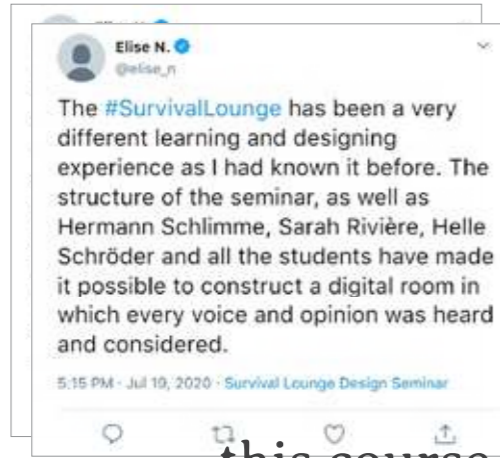 Elise N.
@elise_n
The #SurvivalLounge has been a very
different learning and designing
experience as I had known it before. The
structure of the seminar, as well as
Hermann Schlimme, Sarah Rivière, Helle
Schröder and all the students have made
it possible to construct a digital room in
which every voice and opinion was heard
and considered.
5:15 PM · Jul 19, 2020 · Survival Lounge Design Seminar
this course